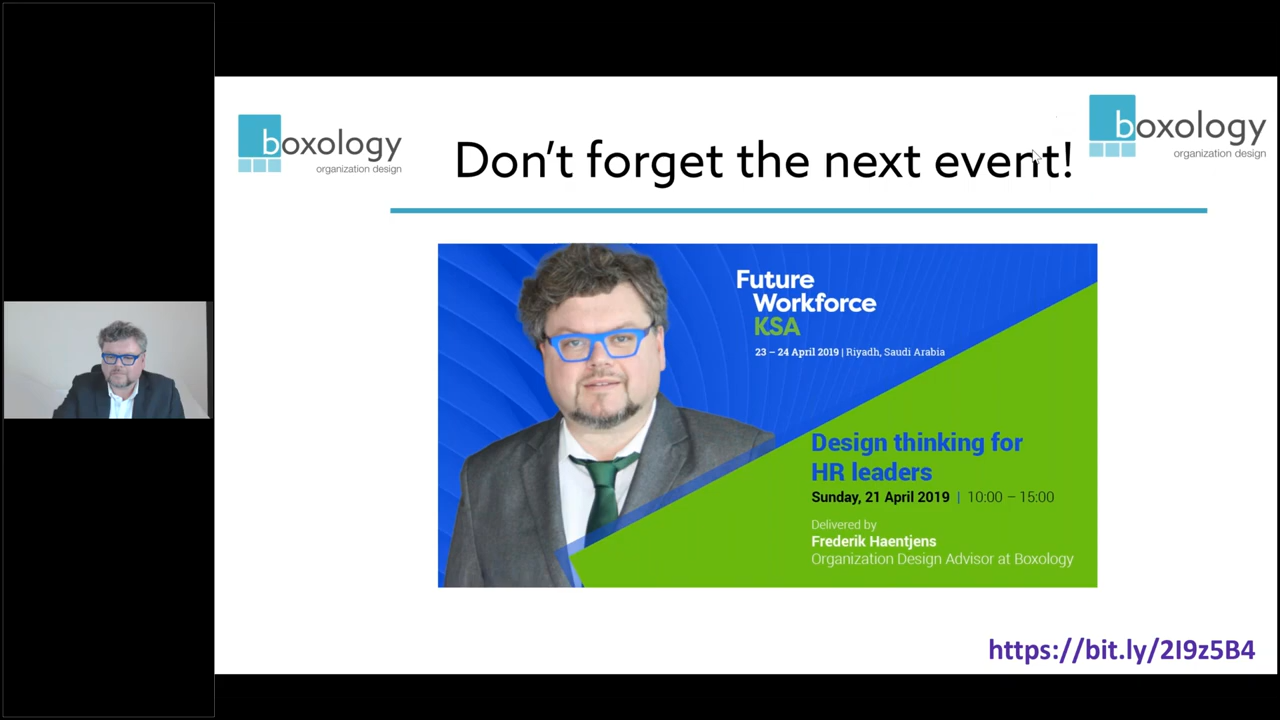 boxology
organization design
Don't forget the next event!
boxology
organization design
Future
Workforce
KSA
23 – 24 April 2019 | Riyadh, Saudi Arabia
Design thinking for
HR leaders
Sunday, 21 April 2019 | 10:00 – 15:00
Delivered by
Frederik Haentjens
Organization Design Advisor at Boxology
https://bit.ly/2I9z5B4